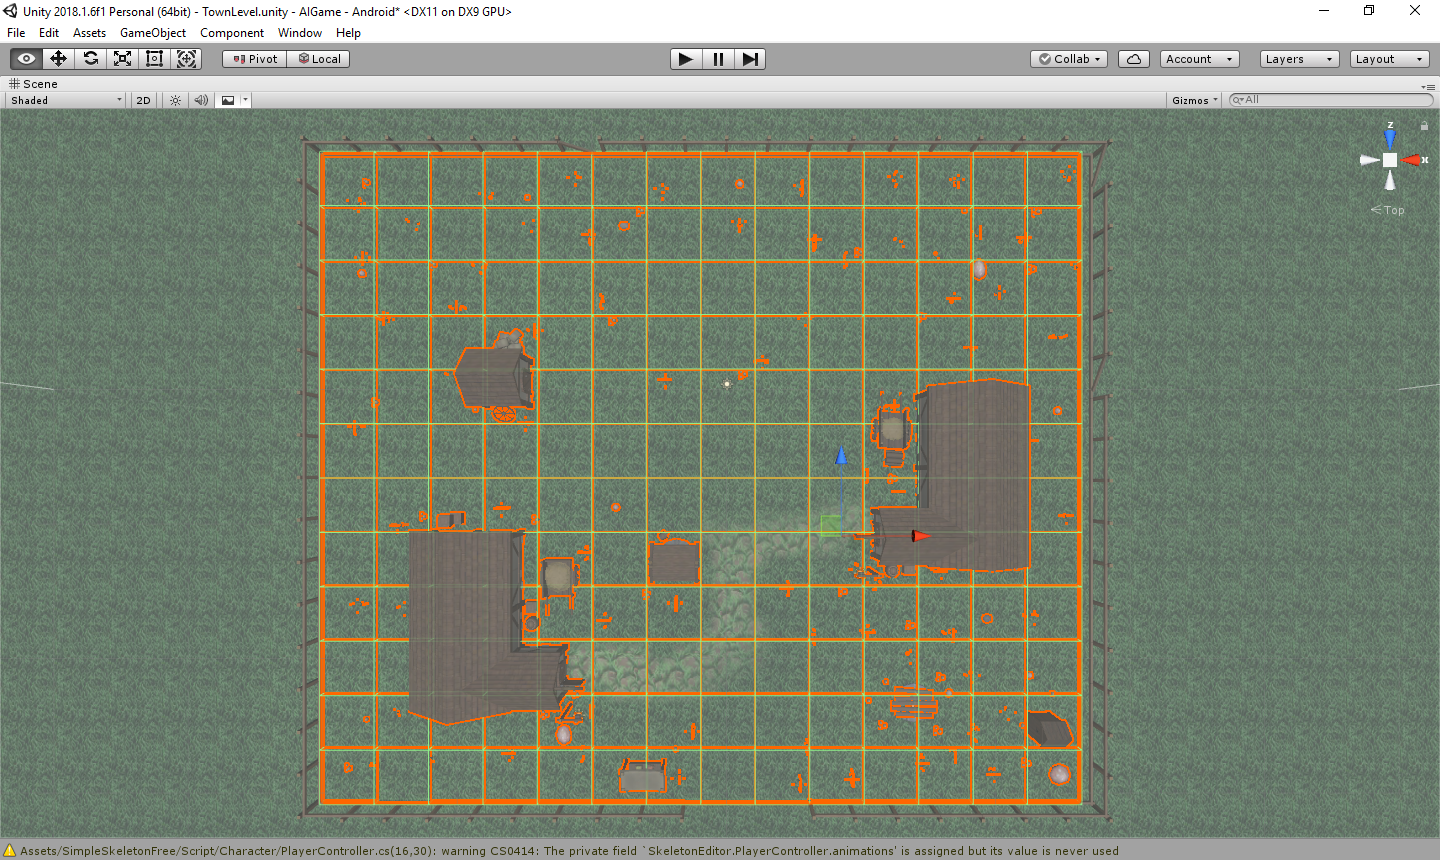 Unity 2018.1.6f1 Personal (64bit) - TownLevel.unity - AIGame - Android* <DX11 on DX9 GPU>
File Edit Assets GameObject Component Window Help
Pivot Local Collab Account Layers Layout
Scene
Shaded 2D Gizmos All
z
x
Top
Assets/SimpleSkeletonFree/Script/Character/PlayerController.cs(16,30): warning CS0414: The private field `SkeletonEditor.PlayerController.animations' is assigned but its value is never used